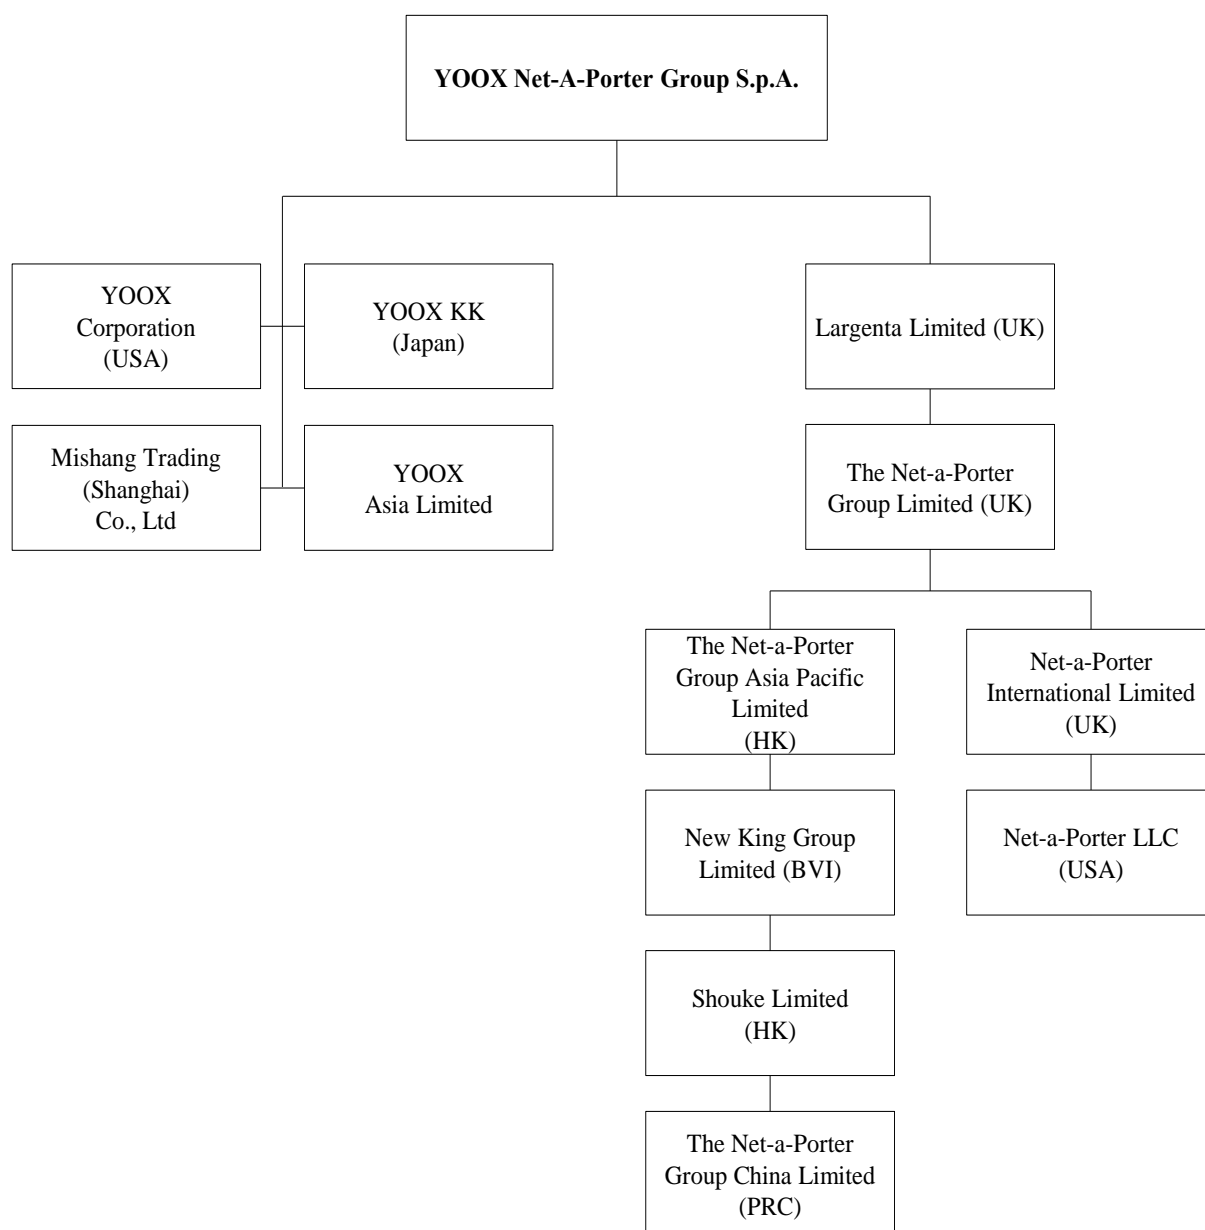 YOOX Net-A-Porter Group S.p.A.
YOOX
Corporation
(USA)
YOOX KK
(Japan)
Largenta Limited (UK)
Mishang Trading
(Shanghai)
Co., Ltd
YOOX
Asia Limited
The Net-a-Porter
Group Limited (UK)
The Net-a-Porter
Group Asia Pacific
Limited
(HK)
Net-a-Porter
International Limited
(UK)
New King Group
Limited (BVI)
Net-a-Porter LLC
(USA)
Shouke Limited
(HK)
The Net-a-Porter
Group China Limited
(PRC)